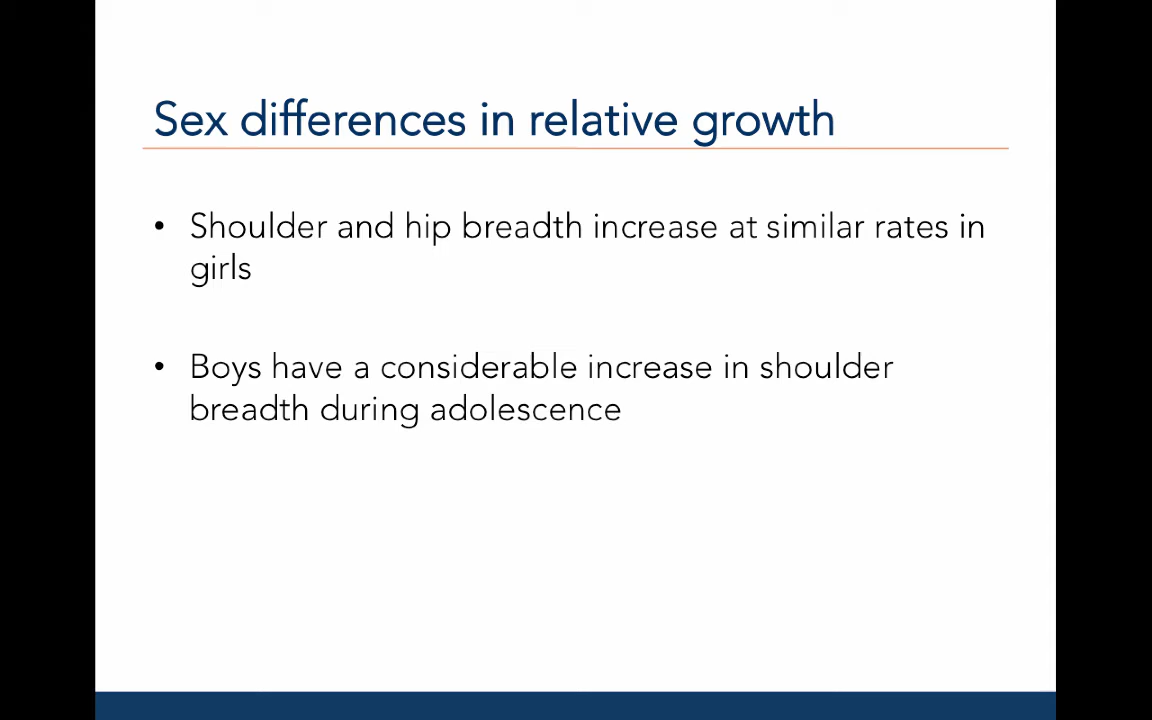 Sex differences in relative growth
• Shoulder and hip breadth increase at similar rates in
girls
• Boys have a considerable increase in shoulder
breadth during adolescence